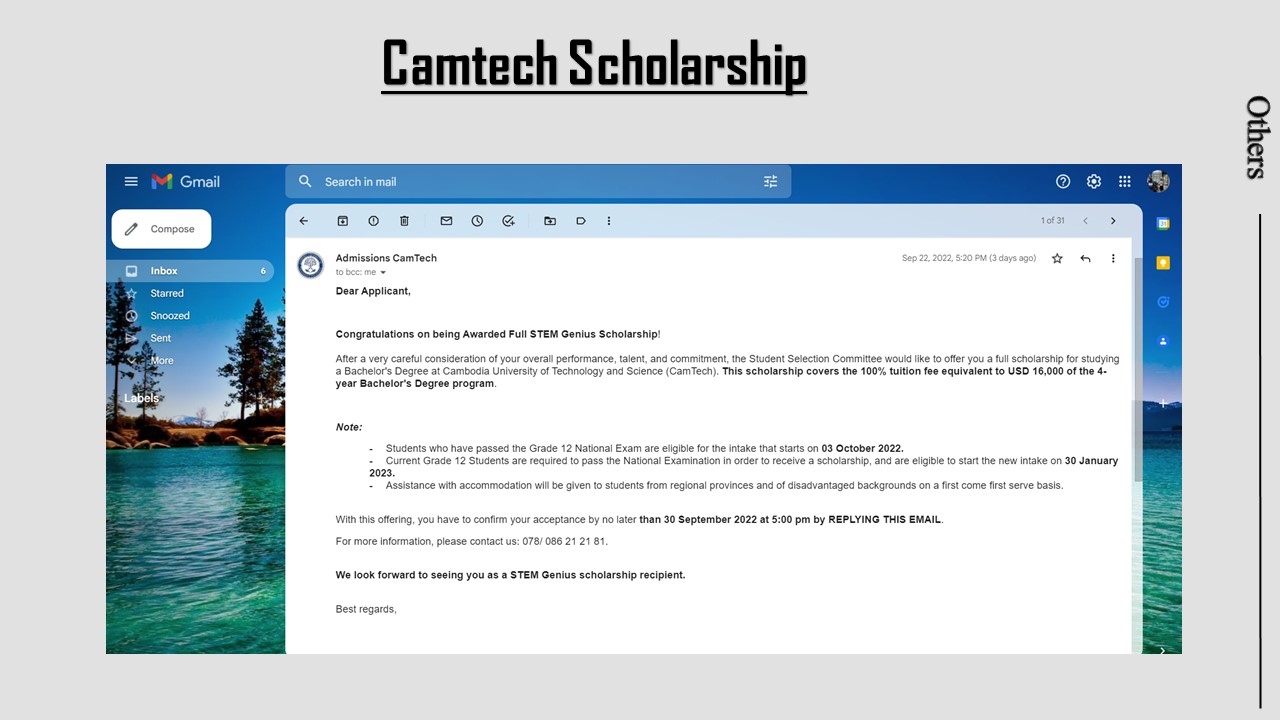 Camtech Scholarship
Others
Gmail
Search in mail
Compose
1 of 31
Inbox 6
Starred
Snoozed
Sent
More
Labels
Admissions CamTech
Sep 22, 2022, 5:20 PM (3 days ago)
to bcc: me
Dear Applicant,
Congratulations on being Awarded Full STEM Genius Scholarship!
After a very careful consideration of your overall performance, talent, and commitment, the Student Selection Committee would like to offer you a full scholarship for studying
a Bachelor's Degree at Cambodia University of Technology and Science (CamTech). This scholarship covers the 100% tuition fee equivalent to USD 16,000 of the 4-
year Bachelor's Degree program.
Note:
- Students who have passed the Grade 12 National Exam are eligible for the intake that starts on 03 October 2022.
- Current Grade 12 Students are required to pass the National Examination in order to receive a scholarship, and are eligible to start the new intake on 30 January
2023.
- Assistance with accommodation will be given to students from regional provinces and of disadvantaged backgrounds on a first come first serve basis.
With this offering, you have to confirm your acceptance by no later than 30 September 2022 at 5:00 pm by REPLYING THIS EMAIL.
For more information, please contact us: 078/ 086 21 21 81.
We look forward to seeing you as a STEM Genius scholarship recipient.
Best regards,